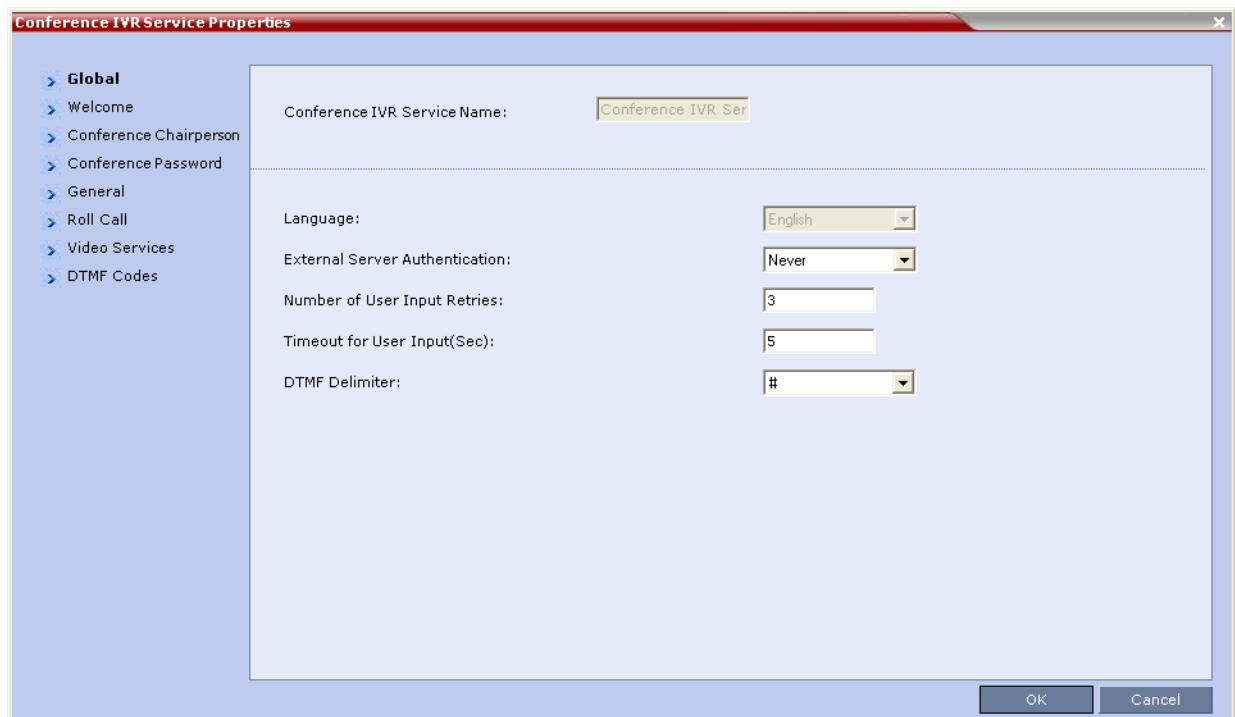 Conference IVR Service Properties
Global
Welcome
Conference Chairperson
Conference Password
General
Roll Call
Video Services
DTMF Codes
Conference IVR Service Name: Conference IVR Ser
Language: English
External Server Authentication: Never
Number of User Input Retries: 3
Timeout for User Input(Sec): 5
DTMF Delimiter: #
OK Cancel